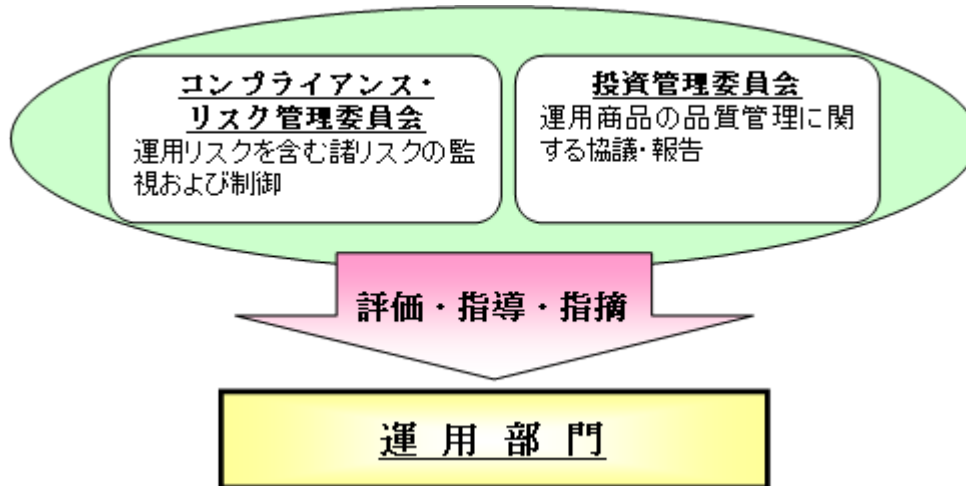 コンプライアンス・
リスク管理委員会
運用リスクを含む諸リスクの監
視および制御
投資管理委員会
運用商品の品質管理に関
する協議・報告
評価・指導・指摘
運用部門